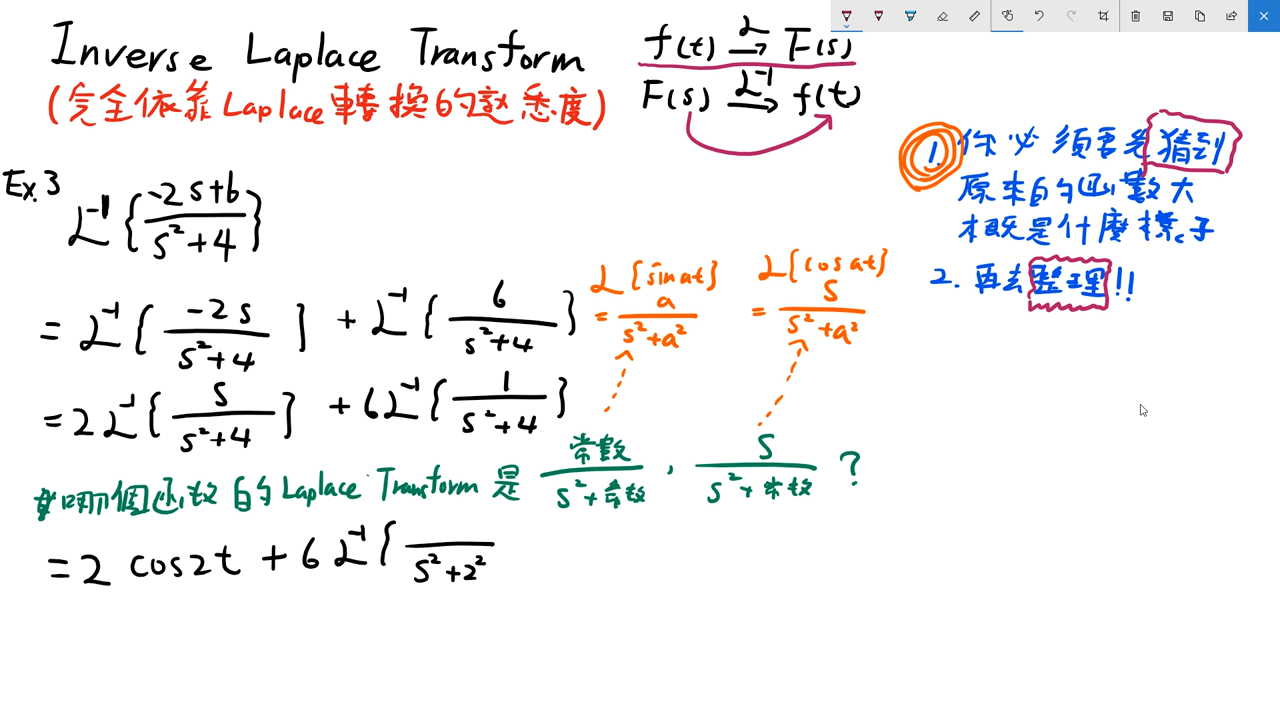 Inverse Laplace Transform
(完全依靠Laplace轉換的熟悉度)
f(t) ℒ→ F(s)
F(s) ℒ⁻¹→ f(t)
1. 你必須要先猜到
原來的函數大
概是什麼樣子
2. 再去整理!!
Ex.3
ℒ⁻¹{(-2s+6)/(s²+4)}
= ℒ⁻¹{(-2s)/(s²+4)} + ℒ⁻¹{6/(s²+4)}
ℒ{sin at} = a/(s²+a²)
ℒ{cos at} = s/(s²+a²)
= 2ℒ⁻¹{s/(s²+4)} + 6ℒ⁻¹{1/(s²+4)}
哪個函數的Laplace Transform是 常數/(s²+常數), s/(s²+常數) ?
= 2 cos2t + 6ℒ⁻¹{ /(s²+2²)